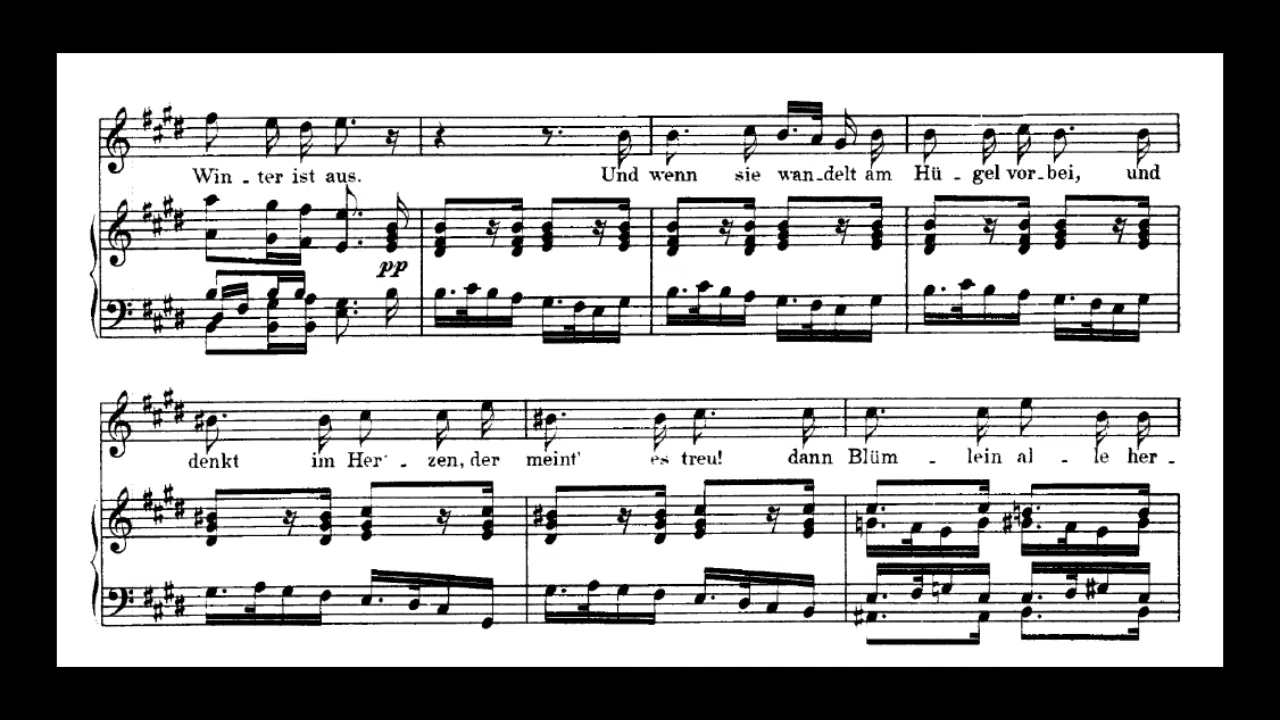 Win - ter ist aus. Und wenn sie wan - delt am Hü - gel vor - bei, und
pp
denkt im Her - zen, der meint' es treu! dann Blüm - lein al - le her -